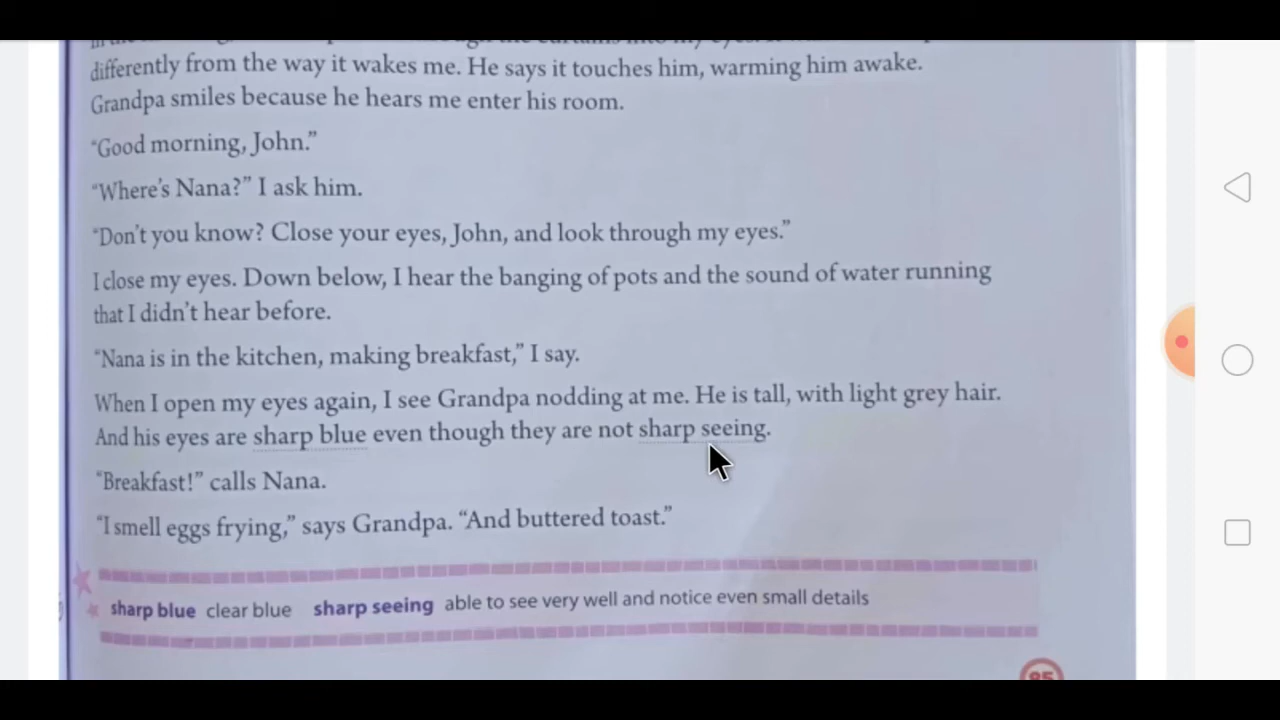 differently from the way it wakes me. He says it touches him, warming him awake.
Grandpa smiles because he hears me enter his room.
“Good morning, John.”
“Where’s Nana?” I ask him.
“Don’t you know? Close your eyes, John, and look through my eyes.”
I close my eyes. Down below, I hear the banging of pots and the sound of water running
that I didn’t hear before.
“Nana is in the kitchen, making breakfast,” I say.
When I open my eyes again, I see Grandpa nodding at me. He is tall, with light grey hair.
And his eyes are sharp blue even though they are not sharp seeing.
“Breakfast!” calls Nana.
“I smell eggs frying,” says Grandpa. “And buttered toast.”
sharp blue clear blue sharp seeing able to see very well and notice even small details